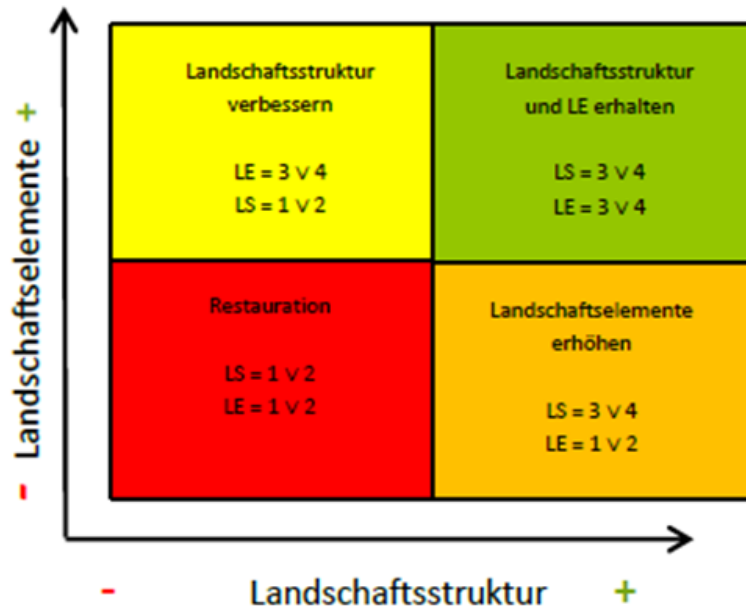 +
Landschaftselemente
-
Landschaftsstruktur
verbessern
LE = 3 ∨ 4
LS = 1 ∨ 2
Landschaftsstruktur
und LE erhalten
LS = 3 ∨ 4
LE = 3 ∨ 4
Restauration
LS = 1 ∨ 2
LE = 1 ∨ 2
Landschaftselemente
erhöhen
LS = 3 ∨ 4
LE = 1 ∨ 2
- Landschaftsstruktur +